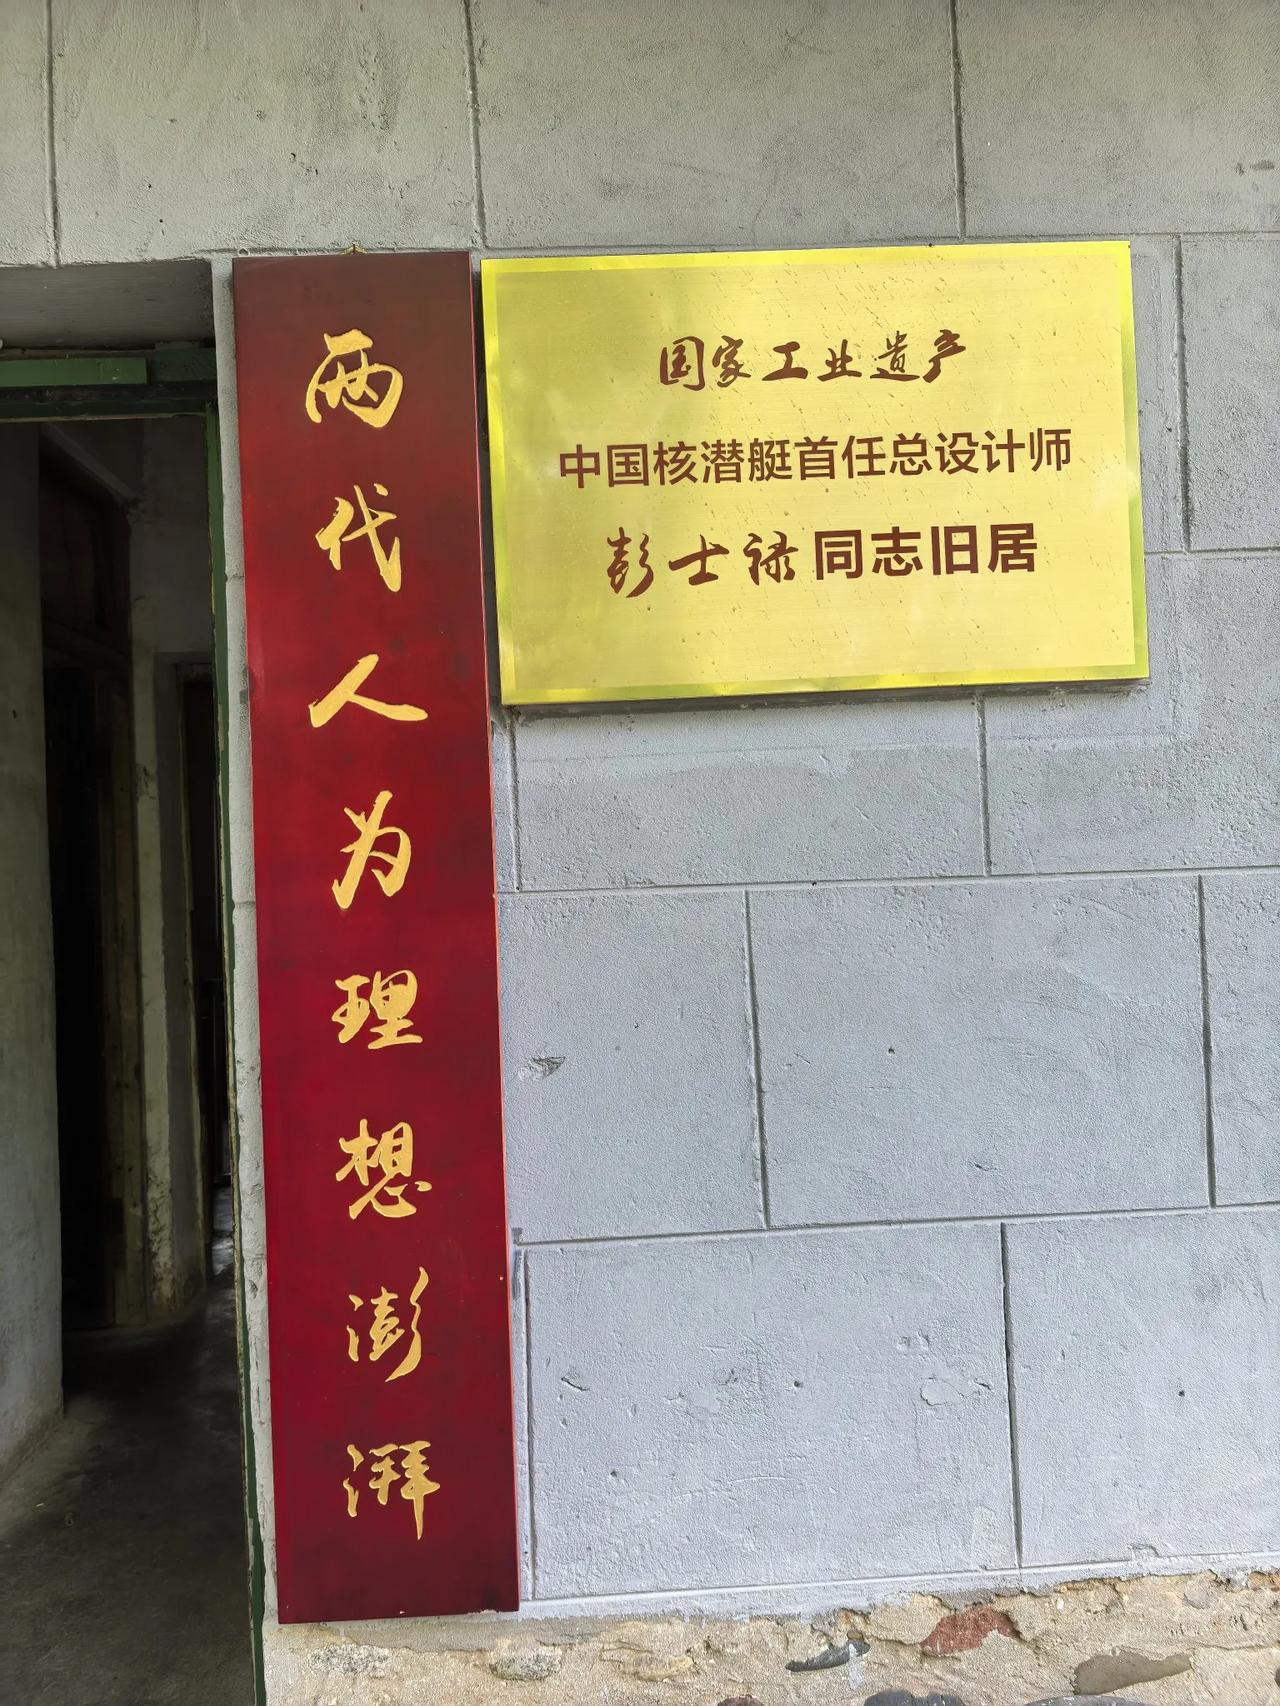 两代人为理想澎湃
国家工业遗产
中国核潜艇首任总设计师
彭士禄同志旧居